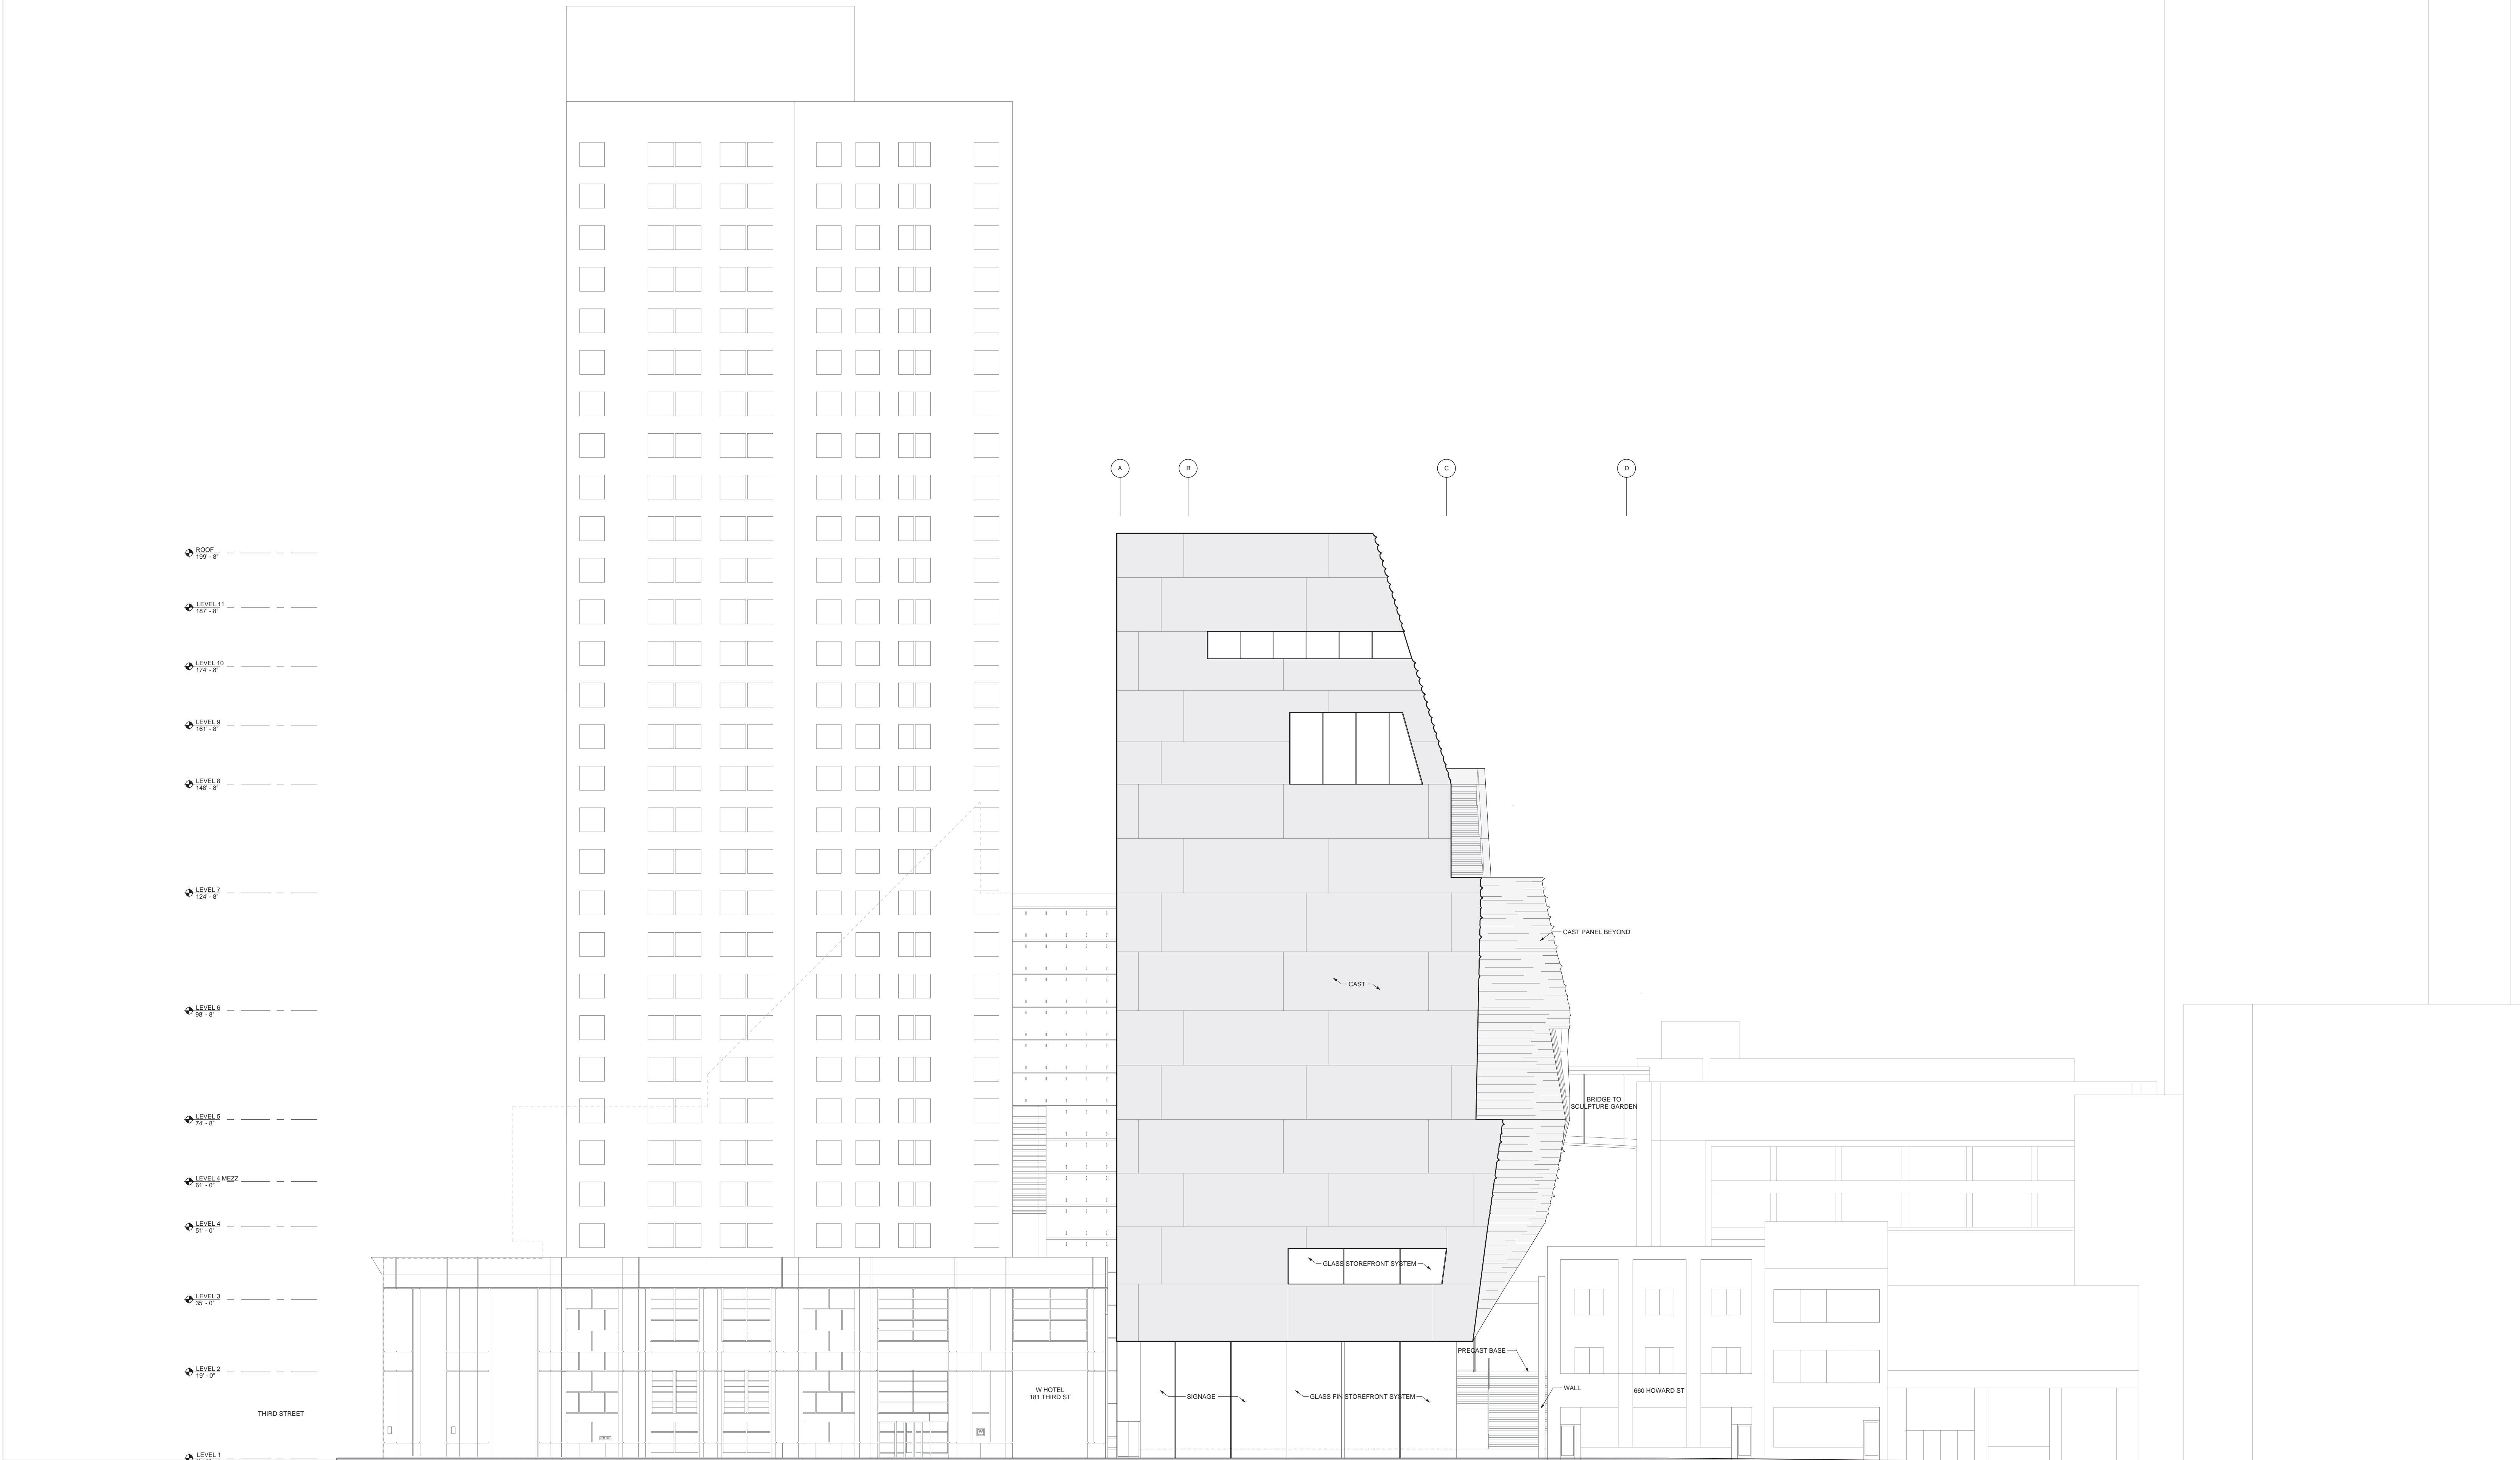 A
B
C
D
ROOF
199' - 8"
LEVEL 11
187' - 8"
LEVEL 10
174' - 8"
LEVEL 9
161' - 8"
LEVEL 8
148' - 8"
LEVEL 7
124' - 8"
CAST PANEL BEYOND
CAST
LEVEL 6
98' - 8"
BRIDGE TO
SCULPTURE GARDEN
LEVEL 5
74' - 8"
LEVEL 4 MEZZ
61' - 0"
LEVEL 4
51' - 0"
GLASS STOREFRONT SYSTEM
LEVEL 3
35' - 0"
PRECAST BASE
LEVEL 2
19' - 0"
W HOTEL
181 THIRD ST
SIGNAGE
GLASS FIN STOREFRONT SYSTEM
WALL
660 HOWARD ST
THIRD STREET
W
LEVEL 1